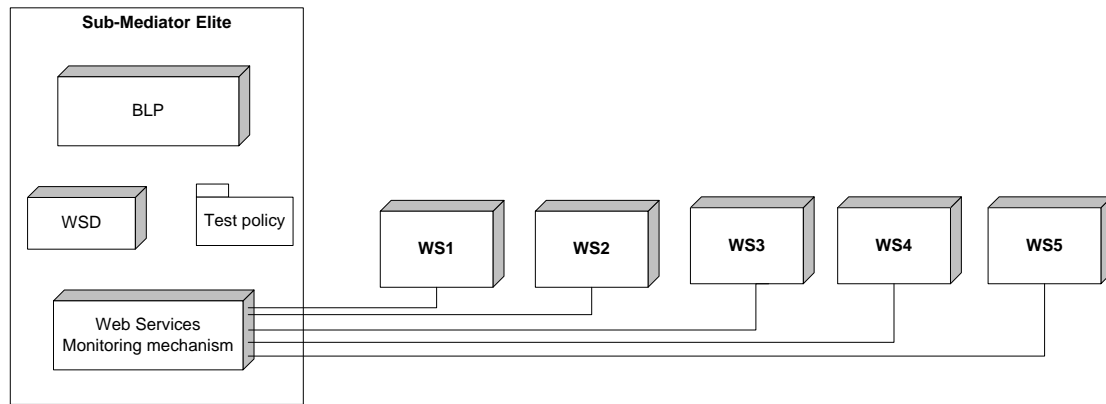 Sub-Mediator Elite
BLP
WSD
Test policy
WS1
WS2
WS3
WS4
WS5
Web Services
Monitoring mechanism